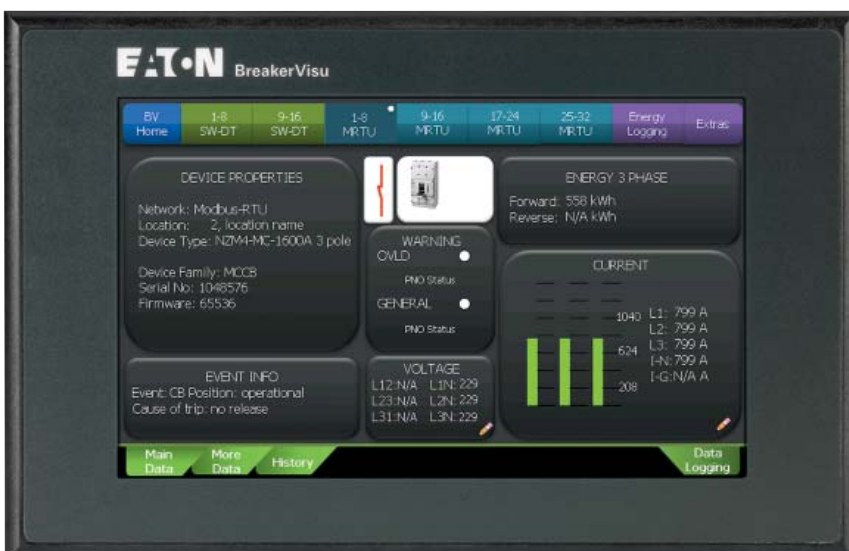 EATON BreakerVisu
BV Home
1-8 SW-DT
9-16 SW-DT
1-8 MRTU
9-16 MRTU
17-24 MRTU
25-32 MRTU
Energy Logging
Extras
DEVICE PROPERTIES
Network: Modbus-RTU
Location: 2, location name
Device Type: NZM4-MC-1600A 3 pole
Device Family: MCCB
Serial No: 1048576
Firmware: 65536
EVENT INFO
Event: CB Position: operational
Cause of trip: no release
WARNING
OVLD
PNO Status
GENERAL
PNO Status
VOLTAGE
L12:N/A L1N: 229
L23:N/A L2N: 229
L31:N/A L3N: 229
ENERGY 3 PHASE
Forward: 558 kWh
Reverse: N/A kWh
CURRENT
1040
624
208
L1: 799 A
L2: 799 A
L3: 799 A
I-N: 799 A
I-G:N/A A
Main Data
More Data
History
Data Logging